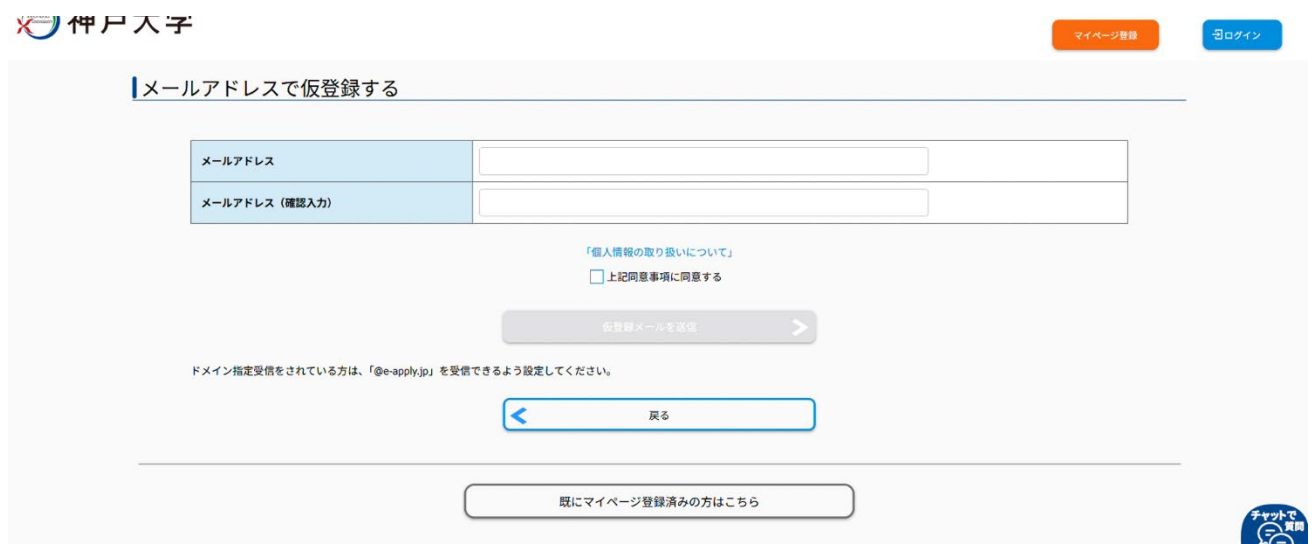 神戸大学
マイページ登録
ログイン
メールアドレスで仮登録する
メールアドレス
メールアドレス（確認入力）
「個人情報の取り扱いについて」
上記同意事項に同意する
仮登録メールを送信
ドメイン指定受信をされている方は、「@e-apply.jp」を受信できるよう設定してください。
戻る
既にマイページ登録済みの方はこちら
チャットで
質問